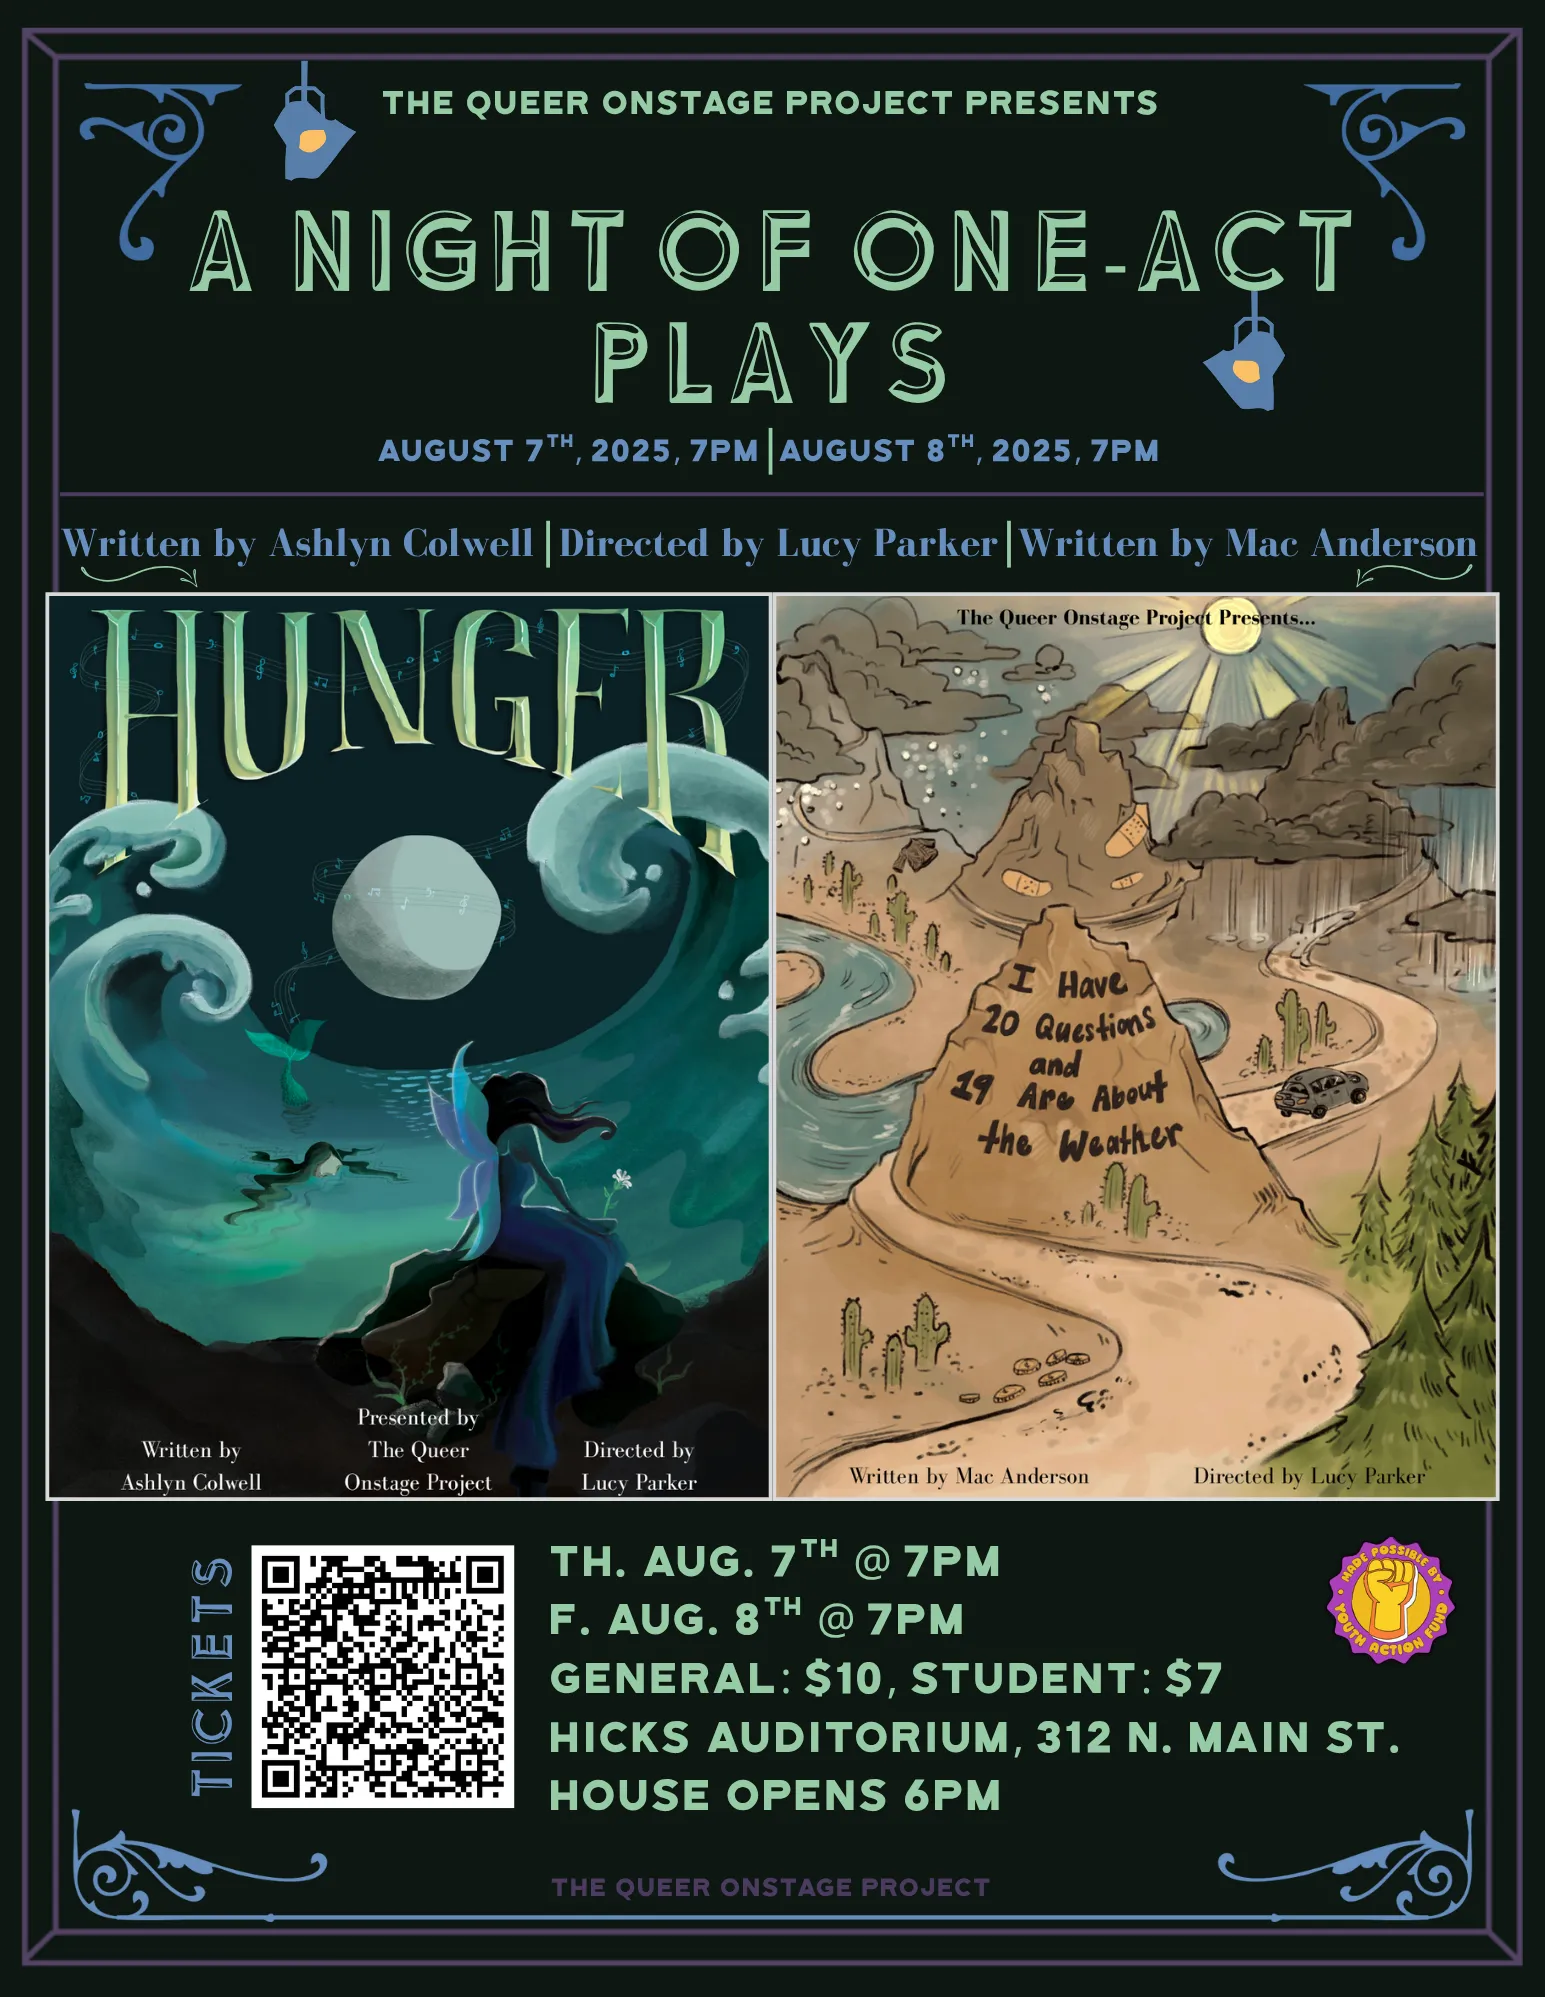 THE QUEER ONSTAGE PROJECT PRESENTS
A NIGHT OF ONE-ACT
PLAYS
AUGUST 7TH, 2025, 7PM | AUGUST 8TH, 2025, 7PM
Written by Ashlyn Colwell | Directed by Lucy Parker | Written by Mac Anderson
HUNGER
Presented by
The Queer
Onstage Project
Written by
Ashlyn Colwell
Directed by
Lucy Parker
The Queer Onstage Project Presents...
I Have
20 Questions
and
19 Are About
the Weather
Written by Mac Anderson
Directed by Lucy Parker
TICKETS
TH. AUG. 7TH @ 7PM
F. AUG. 8TH @ 7PM
GENERAL: $10, STUDENT: $7
HICKS AUDITORIUM, 312 N. MAIN ST.
HOUSE OPENS 6PM
MADE POSSIBLE BY
YOUTH ACTION FUND
THE QUEER ONSTAGE PROJECT